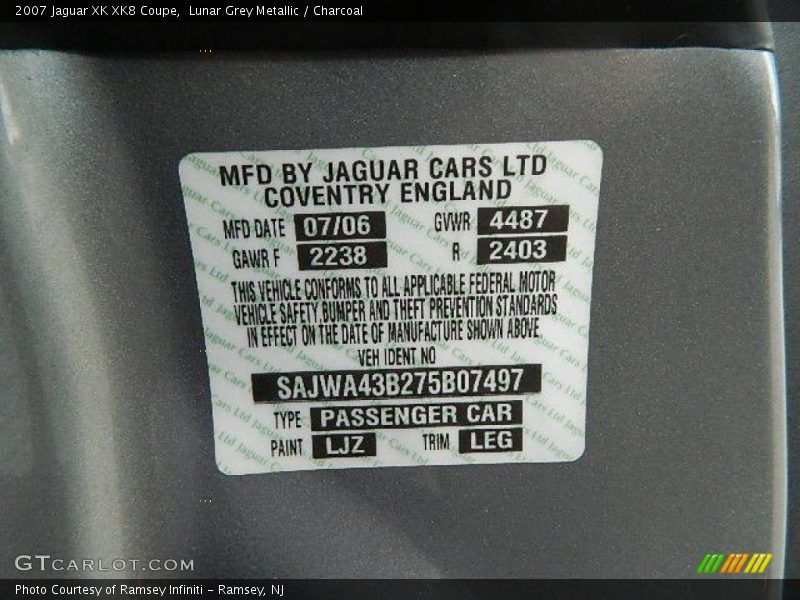 2007 Jaguar XK XK8 Coupe,  Lunar Grey Metallic / Charcoal
MFD BY JAGUAR CARS LTD
COVENTRY ENGLAND
MFD DATE 07/06 GVWR 4487
GAWR F 2238 R 2403
THIS VEHICLE CONFORMS TO ALL APPLICABLE FEDERAL MOTOR
VEHICLE SAFETY,BUMPER AND THEFT PREVENTION STANDARDS
IN EFFECT ON THE DATE OF MANUFACTURE SHOWN ABOVE.
VEH IDENT NO
SAJWA43B275B07497
TYPE PASSENGER CAR
PAINT LJZ TRIM LEG
GTCARLOT.COM
Photo Courtesy of Ramsey Infiniti – Ramsey, NJ